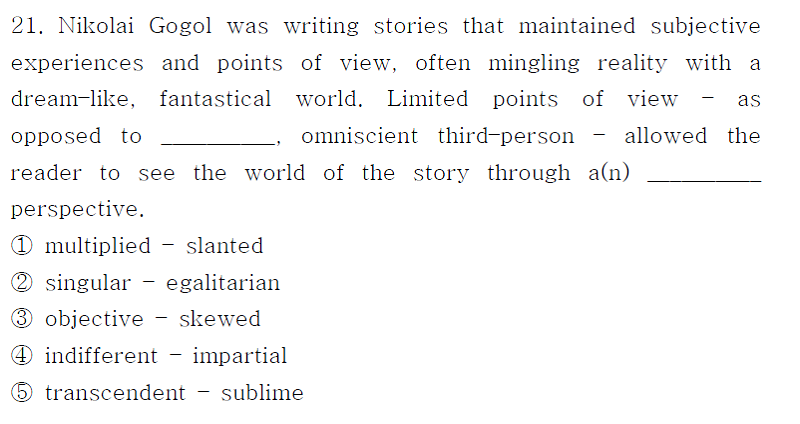 21. Nikolai Gogol was writing stories that maintained subjective
experiences and points of view, often mingling reality with a
dream-like, fantastical world. Limited points of view - as
opposed to __________, omniscient third-person - allowed the
reader to see the world of the story through a(n) __________
perspective.
① multiplied - slanted
② singular - egalitarian
③ objective - skewed
④ indifferent - impartial
⑤ transcendent - sublime